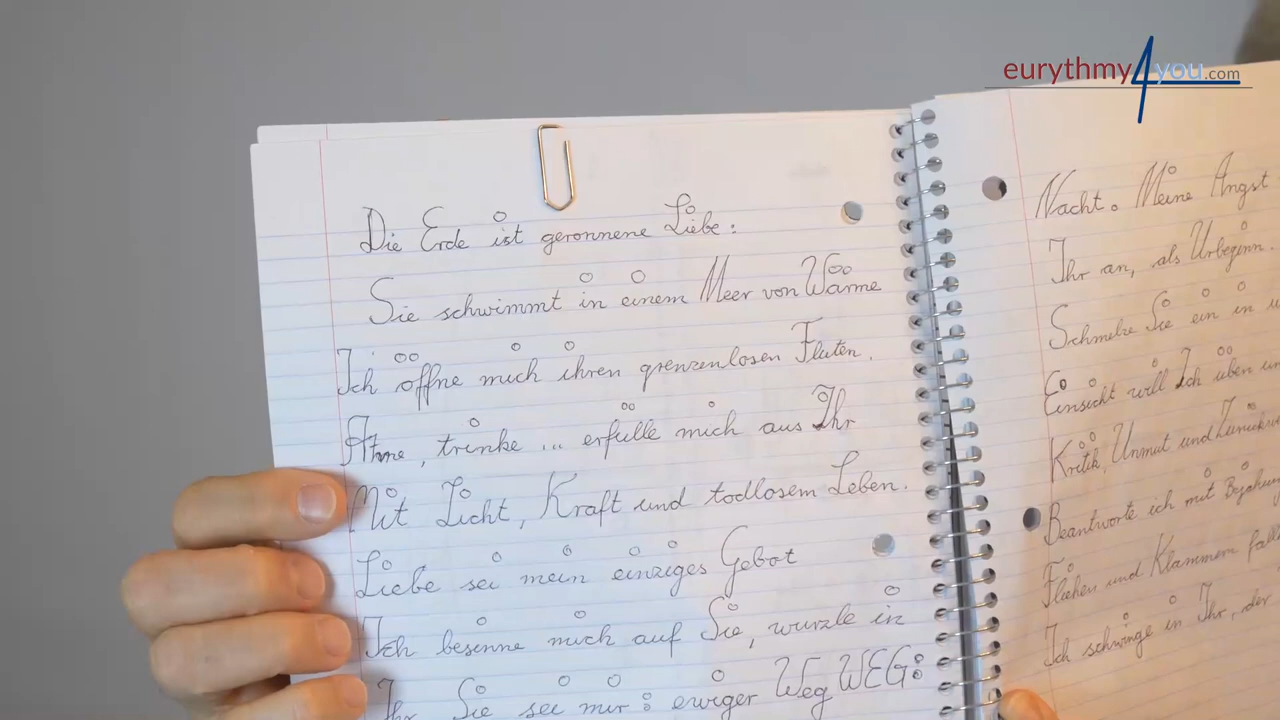 eurythmy4you.com
Die Erde ist geronnene Liebe:
Sie schwimmt in einem Meer von Wärme
Ich öffne mich ihren grenzenlosen Fluten.
Atme, trinke ... erfülle mich aus Ihr
Mit Licht, Kraft und todlosem Leben.
Liebe sei mein einziges Gebot
Ich besinne mich auf Sie, wurzle in
Ihr Sie sei mir: ewiger Weg WEG:
Nacht. Meine Angst
Ihr an, als Urbeginn.
Schmelze Sie ein in
Einsicht will Ich üben
Kritik, Unmut und
Beantworte ich mit Bejahung
Fliehen und Klammern
Ich schwinge in Ihr, der